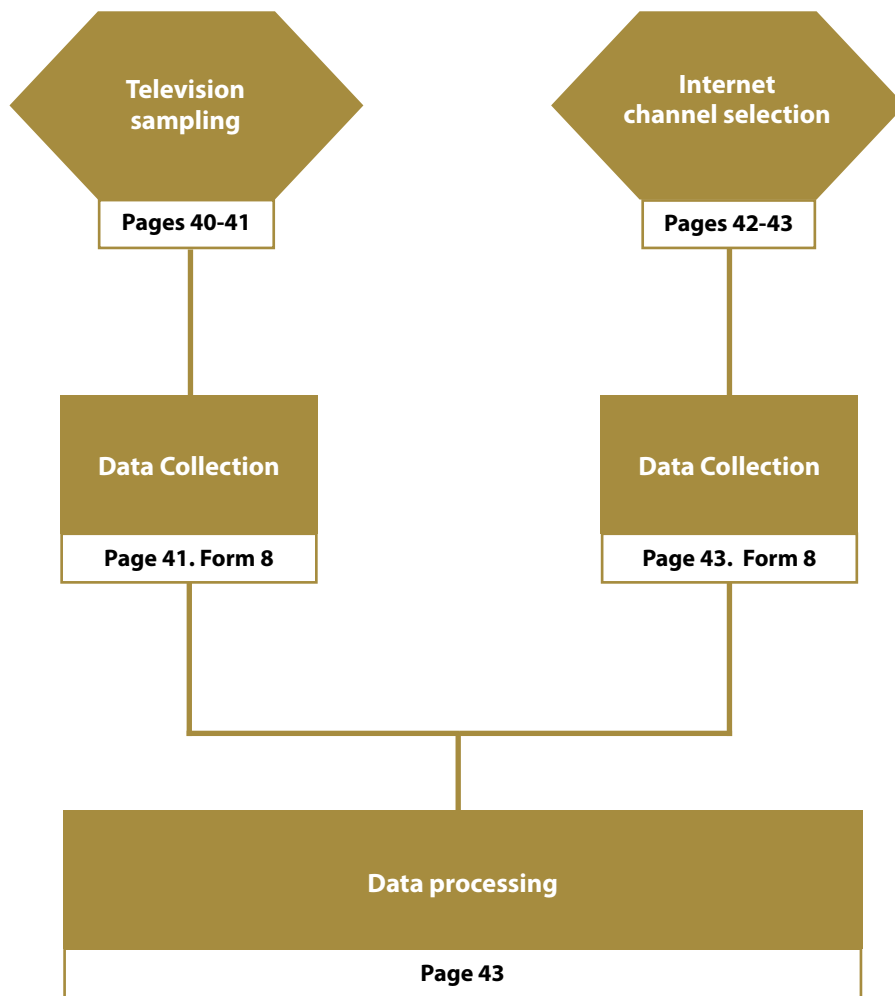 Television
sampling
Pages 40-41
Internet
channel selection
Pages 42-43
Data Collection
Page 41. Form 8
Data Collection
Page 43.  Form 8
Data processing
Page 43